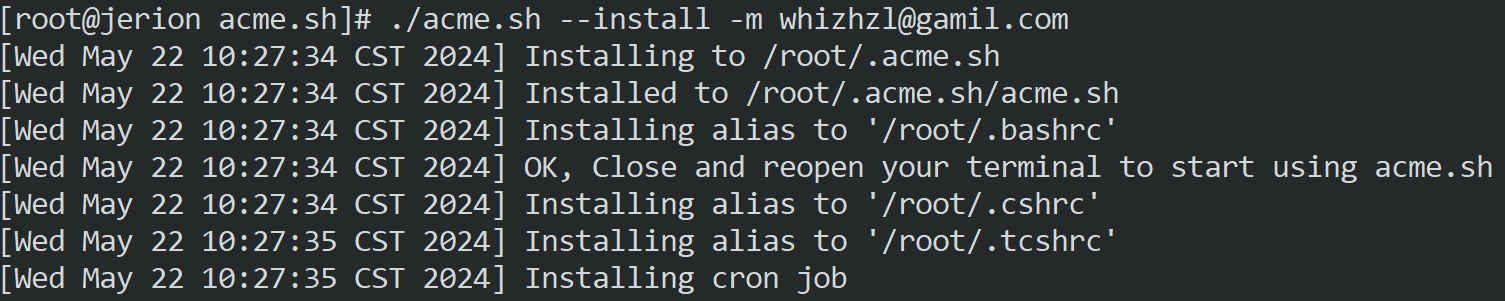 [root@jerion acme.sh]# ./acme.sh --install -m whizhzl@gamil.com
[Wed May 22 10:27:34 CST 2024] Installing to /root/.acme.sh
[Wed May 22 10:27:34 CST 2024] Installed to /root/.acme.sh/acme.sh
[Wed May 22 10:27:34 CST 2024] Installing alias to '/root/.bashrc'
[Wed May 22 10:27:34 CST 2024] OK, Close and reopen your terminal to start using acme.sh
[Wed May 22 10:27:34 CST 2024] Installing alias to '/root/.cshrc'
[Wed May 22 10:27:35 CST 2024] Installing alias to '/root/.tcshrc'
[Wed May 22 10:27:35 CST 2024] Installing cron job